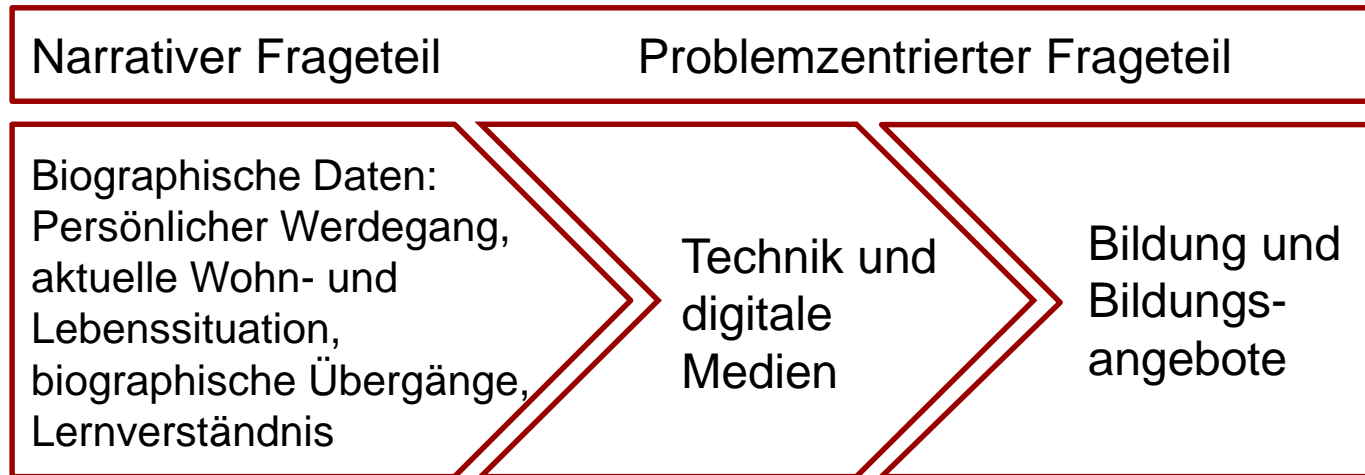 Narrativer Frageteil Problemzentrierter Frageteil
Biographische Daten:
Persönlicher Werdegang,
aktuelle Wohn- und
Lebenssituation,
biographische Übergänge,
Lernverständnis
Technik und
digitale
Medien
Bildung und
Bildungs-
angebote